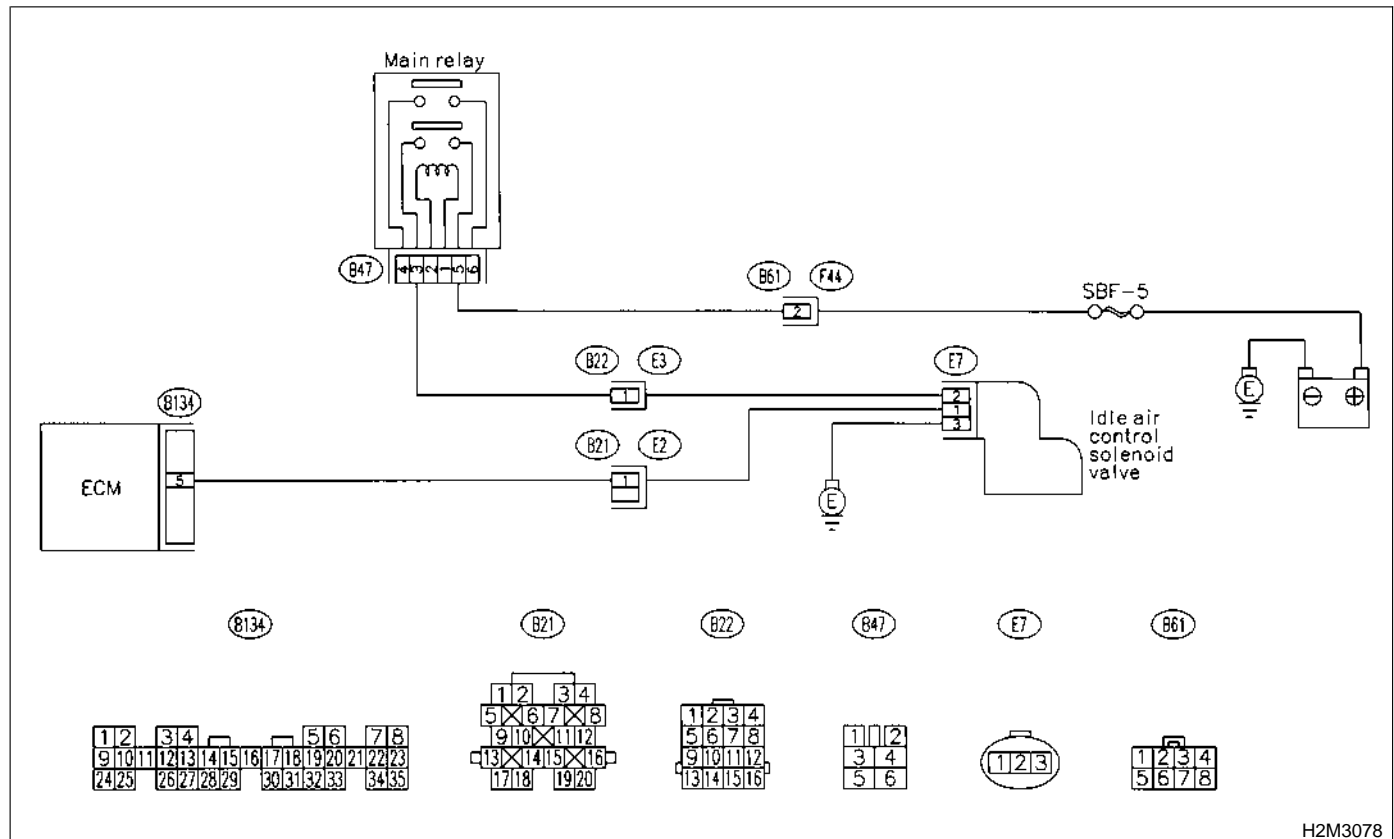 Main relay
B47
4 3 2 1 5 6
B61 F44
2
SBF-5
B22 E3
1
E7
2
1
3
E
⊖ ⊕
Idle air
control
solenoid
valve
B134
ECM
5
B21 E2
1
E
B134
1 2 3 4 5 6 7 8
9 10 11 12 13 14 15 16 17 18 19 20 21 22 23
24 25 26 27 28 29 30 31 32 33 34 35
B21
1 2 3 4
5 6 7 8
9 10 11 12
13 14 15 16
17 18 19 20
B22
1 2 3 4
5 6 7 8
9 10 11 12
13 14 15 16
B47
1 2
3 4
5 6
E7
1 2 3
B61
1 2 3 4
5 6 7 8
H2M3078